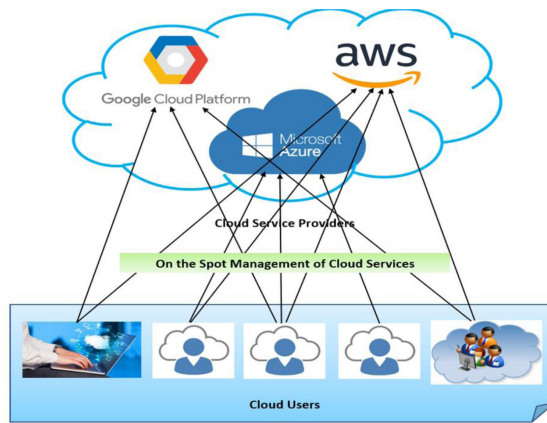 aws
Google Cloud Platform
Microsoft
Azure
Cloud Service Providers
On the Spot Management of Cloud Services
Cloud Users